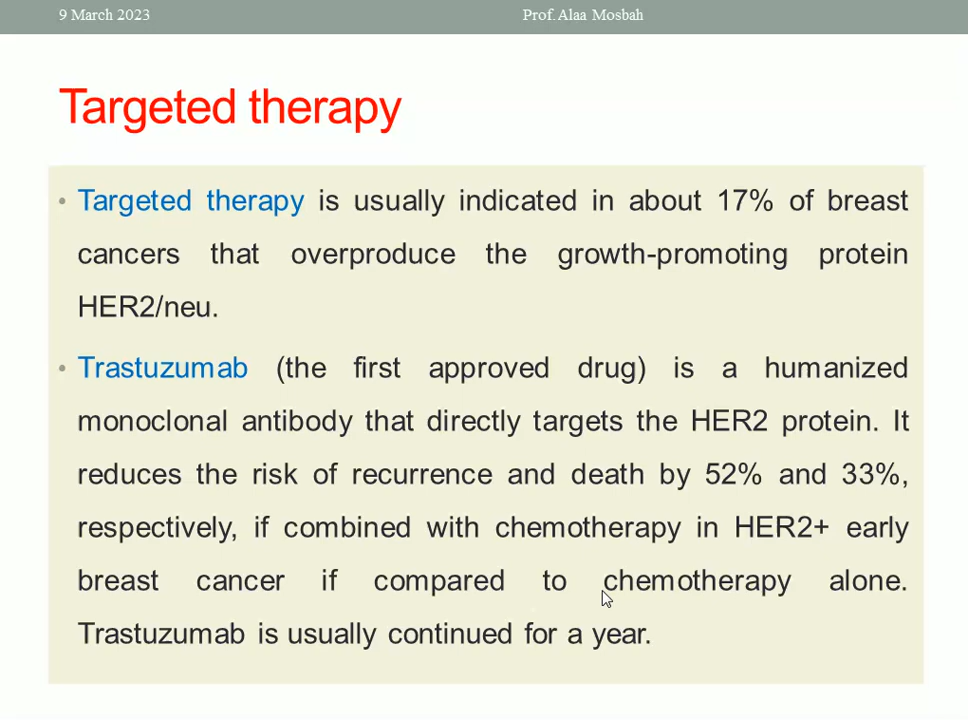 9 March 2023 Prof. Alaa Mosbah
Targeted therapy
• Targeted therapy is usually indicated in about 17% of breast
cancers that overproduce the growth-promoting protein
HER2/neu.
• Trastuzumab (the first approved drug) is a humanized
monoclonal antibody that directly targets the HER2 protein. It
reduces the risk of recurrence and death by 52% and 33%,
respectively, if combined with chemotherapy in HER2+ early
breast cancer if compared to chemotherapy alone.
Trastuzumab is usually continued for a year.